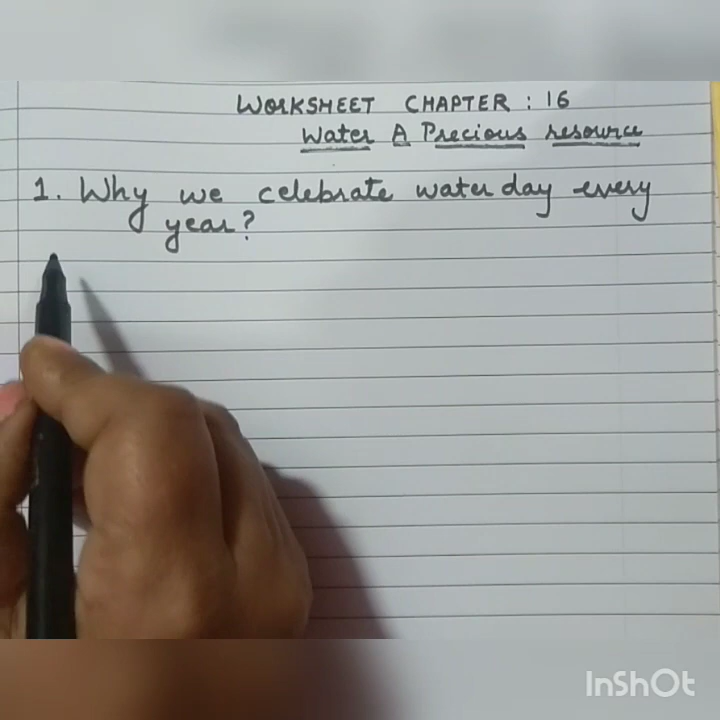 WORKSHEET CHAPTER : 16
Water A Precious resource
1. Why we celebrate water day every
year?
InShOt